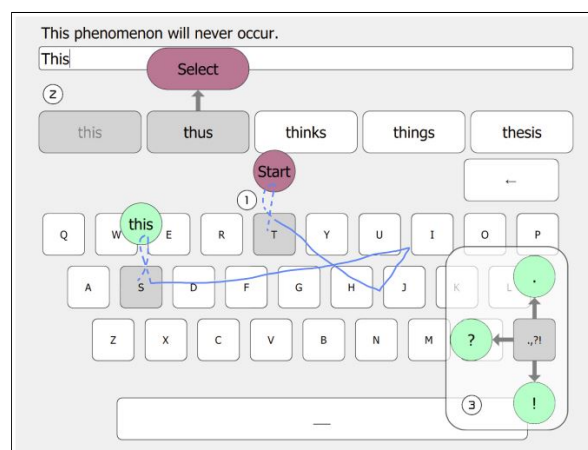 This phenomenon will never occur.
This
Select
2
this thus thinks things thesis
Start
←
1
this
Q W E R T Y U I O P
A S D F G H J K L .
Z X C V B N M ? .,?!
3 !